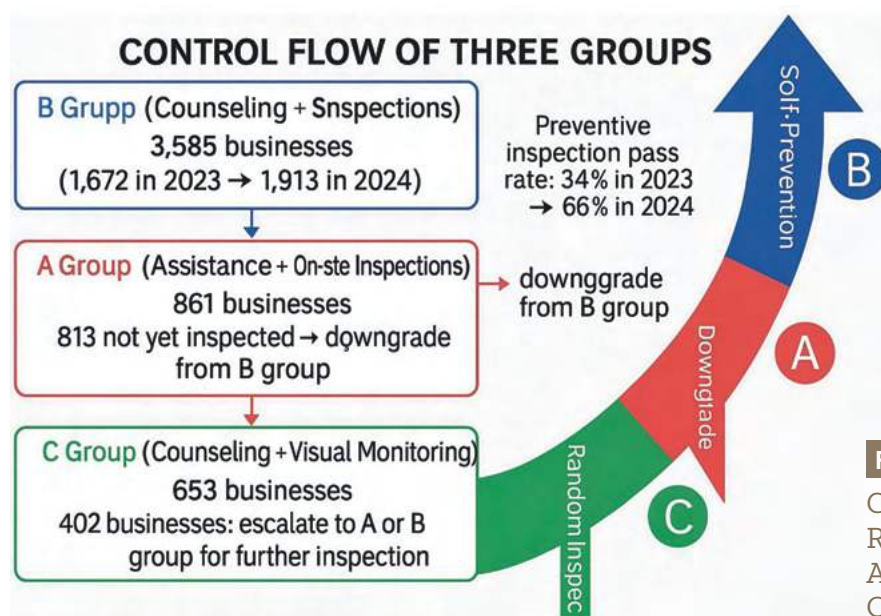 CONTROL FLOW OF THREE GROUPS
B Grupp (Counseling + Snspections)
3,585 businesses
(1,672 in 2023 → 1,913 in 2024)
Preventive
inspection pass
rate: 34% in 2023
→ 66% in 2024
A Group (Assistance + On-ste Inspections)
861 businesses
813 not yet inspected → downgrade
from B group
downggrade
from B group
C Group (Counseling + Visual Monitoring)
653 businesses
402 businesses: escalate to A or B
group for further inspection
Solf-Prevention
B
Downglade
A
Random Inspec
C